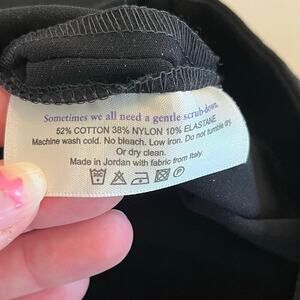 Sometimes we all need a gentle scrub-down.
52% COTTON 38% NYLON 10% ELASTANE
Machine wash cold. No bleach. Low iron. Do not tumble dry.
Or dry clean.
Made in Jordan with fabric from Italy.